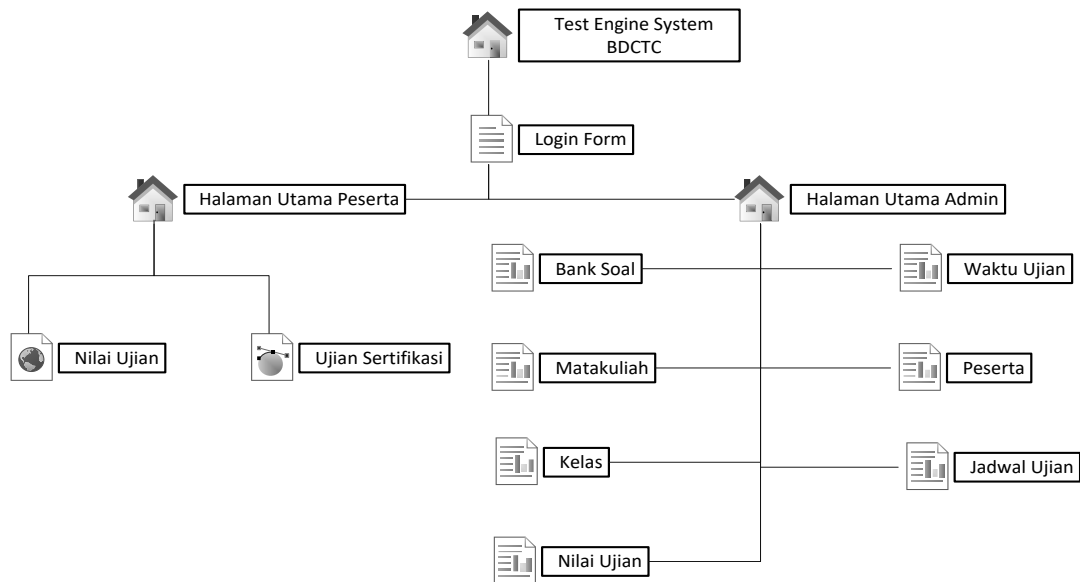 Test Engine System
BDCTC
Login Form
Halaman Utama Peserta
Halaman Utama Admin
Bank Soal
Waktu Ujian
Nilai Ujian
Ujian Sertifikasi
Matakuliah
Peserta
Kelas
Jadwal Ujian
Nilai Ujian